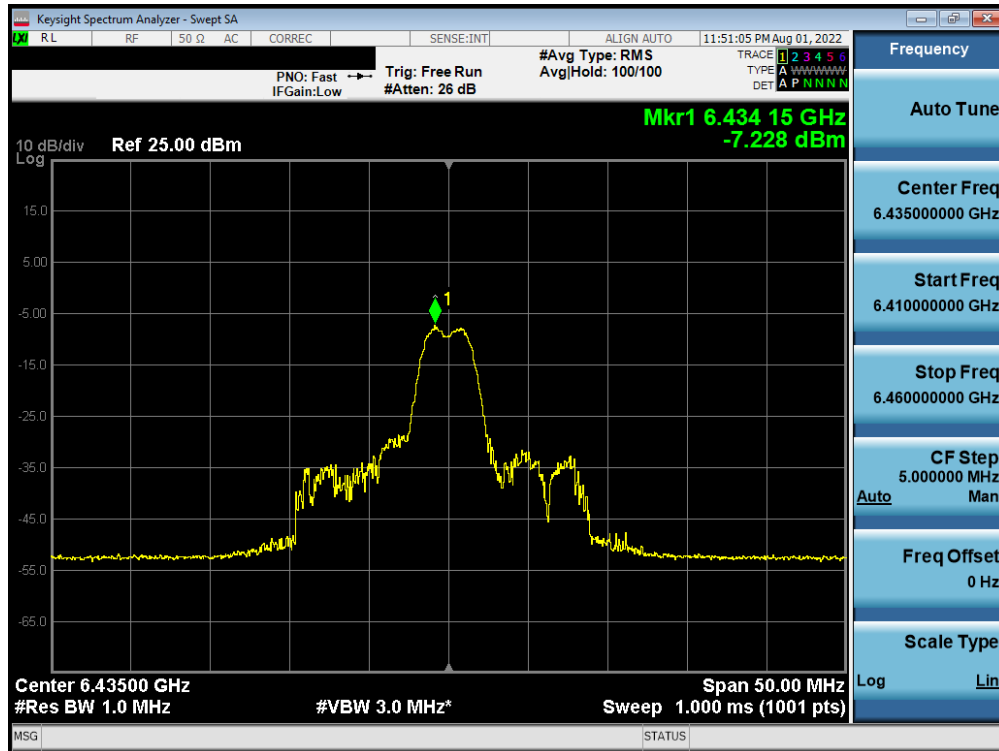 Keysight Spectrum Analyzer - Swept SA
LXI RL RF 50 Ω AC CORREC SENSE:INT ALIGN AUTO 11:51:05 PM Aug 01, 2022
Frequency
PNO: Fast
IFGain:Low
Trig: Free Run
#Atten: 26 dB
#Avg Type: RMS
Avg|Hold: 100/100
TRACE 1 2 3 4 5 6
TYPE A WWWWW
DET A P N N N N
Mkr1 6.434 15 GHz
-7.228 dBm
10 dB/div Ref 25.00 dBm
Log
15.0
5.00
-5.00
-15.0
-25.0
-35.0
-45.0
-55.0
-65.0
1
Center 6.43500 GHz Span 50.00 MHz
#Res BW 1.0 MHz #VBW 3.0 MHz* Sweep 1.000 ms (1001 pts)
MSG STATUS
Auto Tune
Center Freq
6.435000000 GHz
Start Freq
6.410000000 GHz
Stop Freq
6.460000000 GHz
CF Step
5.000000 MHz
Auto Man
Freq Offset
0 Hz
Scale Type
Log Lin